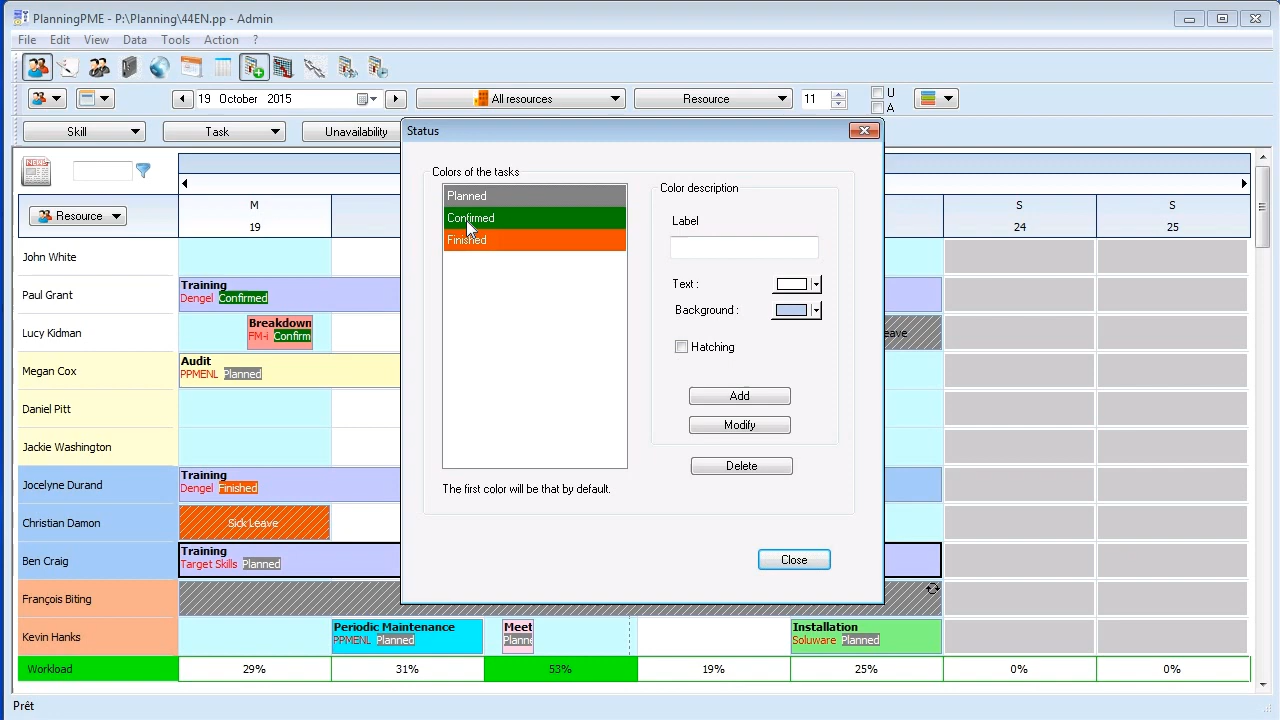 PlanningPME - P:\Planning\44EN.pp - Admin
File Edit View Data Tools Action ?
19 October 2015 All resources Resource 11 U
A
Skill Task Unavailability
Status
Colors of the tasks
Planned
Confirmed
Finished
Color description
Label
Text :
Background :
Hatching
Add
Modify
Delete
The first color will be that by default.
Close
NEWS
Resource
M
19
S
24
S
25
John White
Paul Grant
Training
Dengel Confirmed
Lucy Kidman
Breakdown
FM-i Confirm
eave
Megan Cox
Audit
PPMENL Planned
Daniel Pitt
Jackie Washington
Jocelyne Durand
Training
Dengel Finished
Christian Damon
Sick Leave
Ben Craig
Training
Target Skills Planned
François Biting
Kevin Hanks
Periodic Maintenance
PPMENL Planned
Meet
Planne
Installation
Soluware Planned
Workload 29% 31% 53% 19% 25% 0% 0%
Prêt